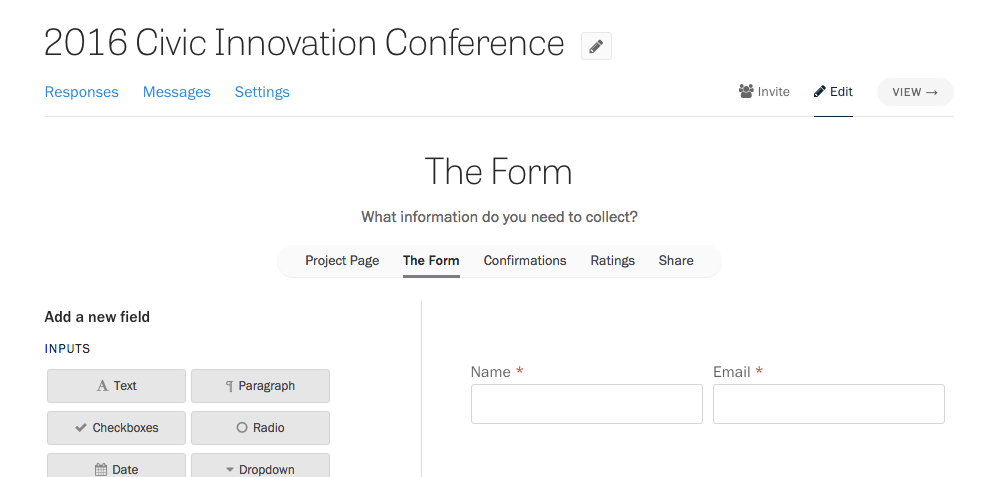 2016 Civic Innovation Conference
Responses Messages Settings Invite Edit VIEW →
The Form
What information do you need to collect?
Project Page The Form Confirmations Ratings Share
Add a new field
INPUTS
A Text ¶ Paragraph
Name * Email *
Checkboxes Radio
Date Dropdown